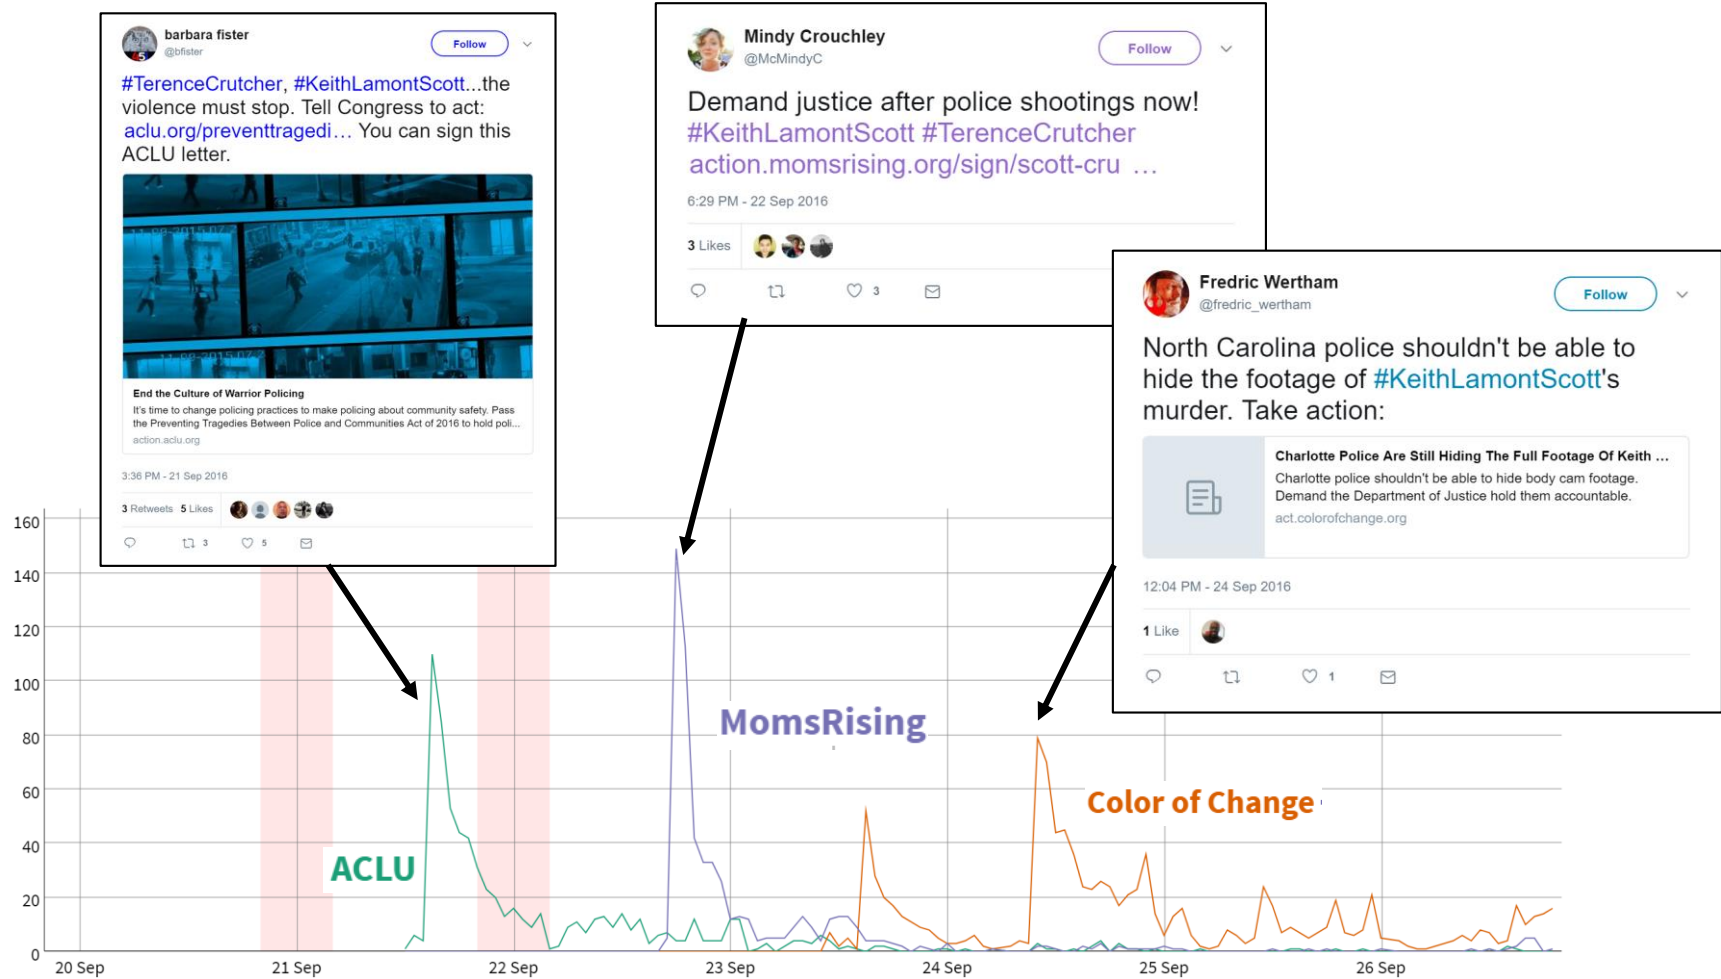 barbara fister
@bfister
Follow
#TerenceCrutcher, #KeithLamontScott...the
violence must stop. Tell Congress to act:
aclu.org/preventtragedi… You can sign this
ACLU letter.
End the Culture of Warrior Policing
It's time to change policing practices to make policing about community safety. Pass
the Preventing Tragedies Between Police and Communities Act of 2016 to hold poli...
action.aclu.org
3:36 PM - 21 Sep 2016
3 Retweets 5 Likes
3 5
Mindy Crouchley
@McMindyC
Follow
Demand justice after police shootings now!
#KeithLamontScott #TerenceCrutcher
action.momsrising.org/sign/scott-cru …
6:29 PM - 22 Sep 2016
3 Likes
3
Fredric Wertham
@fredric_wertham
Follow
North Carolina police shouldn't be able to
hide the footage of #KeithLamontScott's
murder. Take action:
Charlotte Police Are Still Hiding The Full Footage Of Keith ...
Charlotte police shouldn't be able to hide body cam footage.
Demand the Department of Justice hold them accountable.
act.colorofchange.org
12:04 PM - 24 Sep 2016
1 Like
1
160
140
120
100
80
60
40
20
0
ACLU
MomsRising
Color of Change
20 Sep
21 Sep
22 Sep
23 Sep
24 Sep
25 Sep
26 Sep